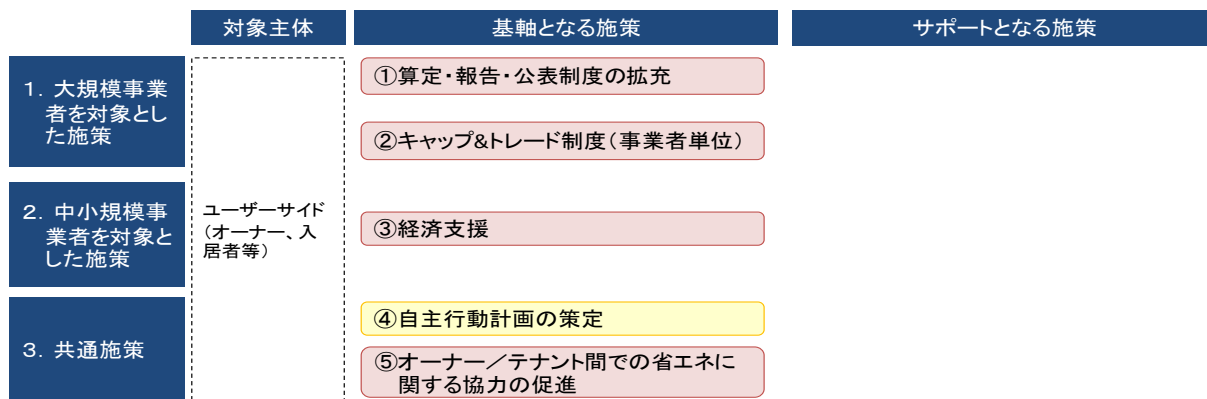 対象主体
基軸となる施策
サポートとなる施策
1. 大規模事業
者を対象とし
た施策
①算定・報告・公表制度の拡充
②キャップ&トレード制度（事業者単位）
2. 中小規模事
業者を対象と
した施策
ユーザーサイド
（オーナー、入
居者等）
③経済支援
3. 共通施策
④自主行動計画の策定
⑤オーナー／テナント間での省エネに
関する協力の促進